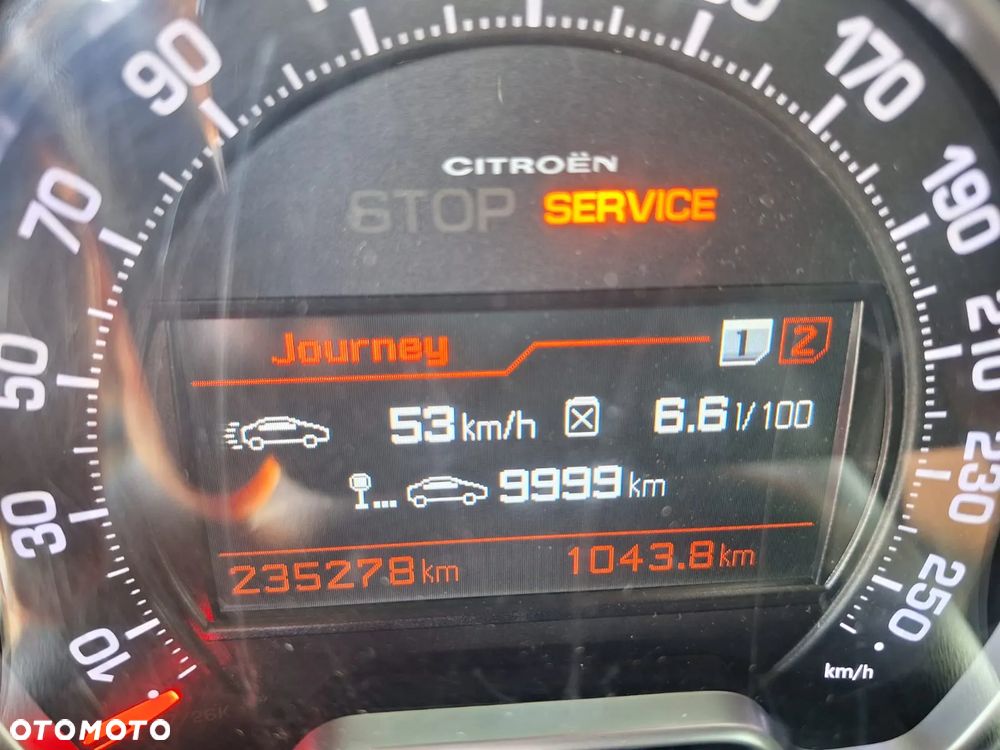 CITROËN
STOP SERVICE
Journey 1 2
53 km/h 6.6 l/100
... 9999 km
235278 km 1043.8 km
10
30
50
70
90
170
190
210
230
250
km/h
OTOMOTO